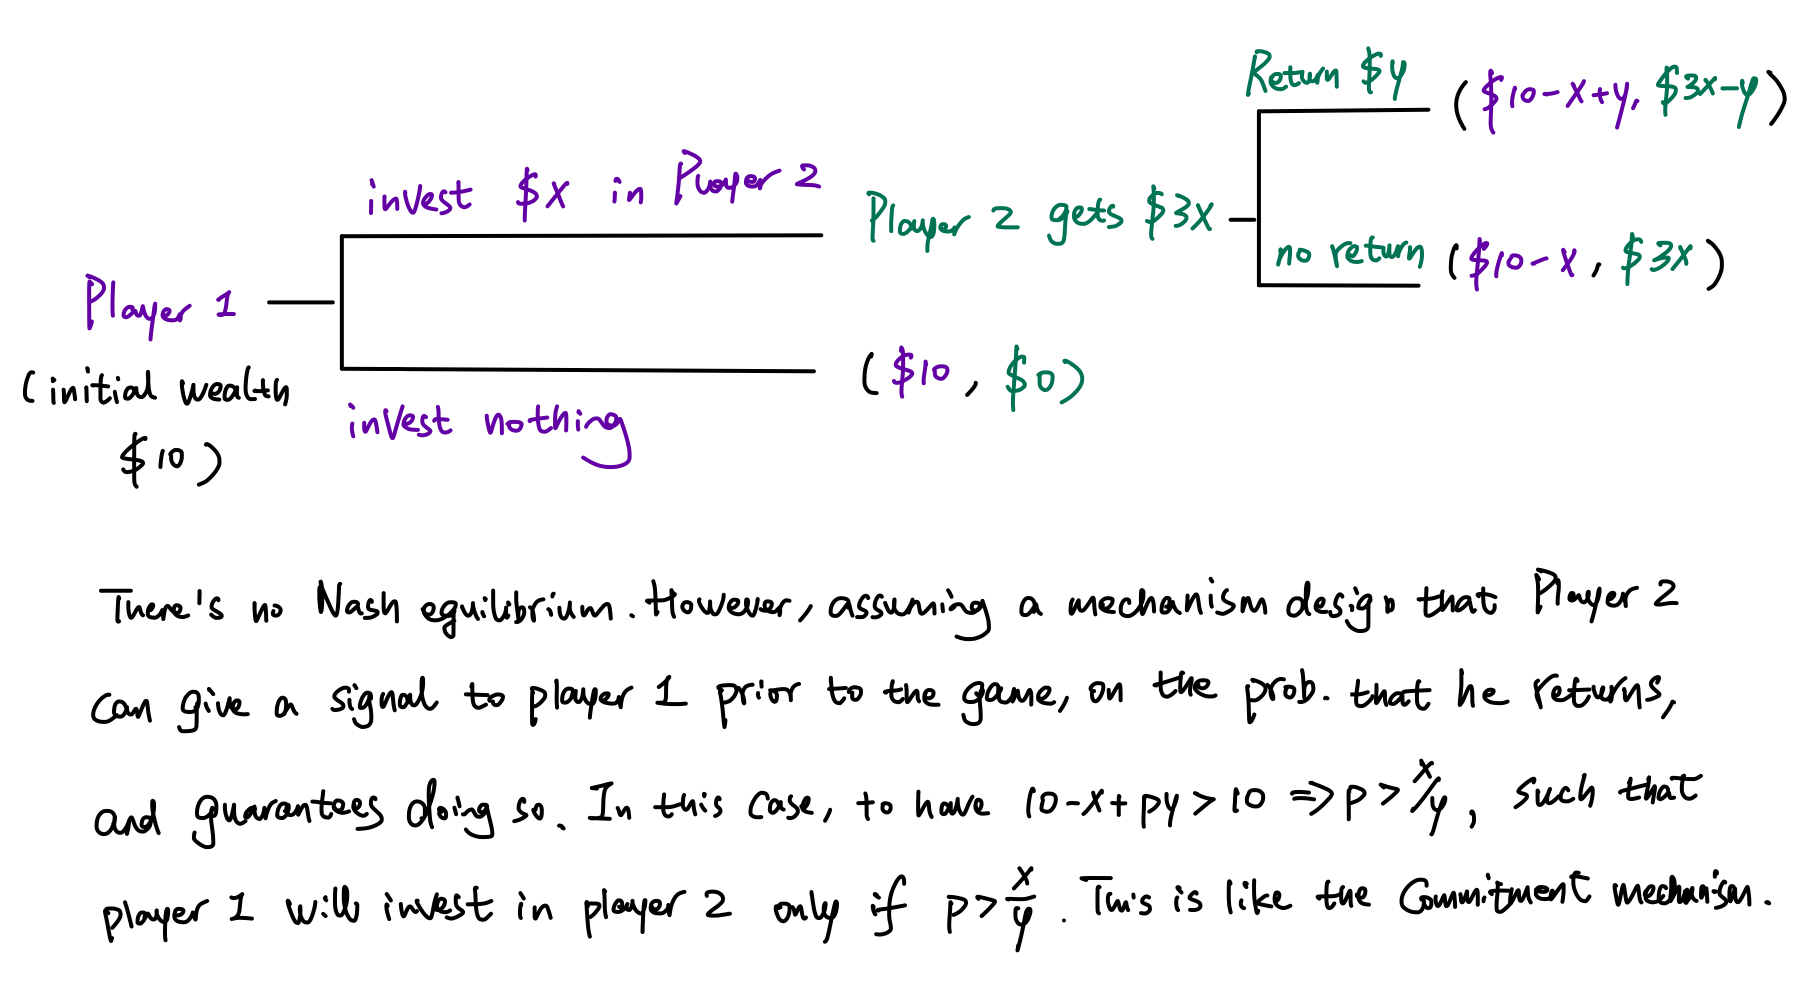 Return $y
($10-x+y, $3x-y)
invest $x in Player 2
Player 2 gets $3x
no return
($10-x, $3x)
Player 1
(initial wealth
$10)
($10, $0)
invest nothing
There's no Nash equilibrium. However, assuming a mechanism design that Player 2
can give a signal to player 1 prior to the game, on the prob. that he returns,
and guarantees doing so. In this case, to have 10-x+py>10 ⇒p>x/y, such that
player 1 will invest in player 2 only if p>x/y. This is like the Commitment mechanism.